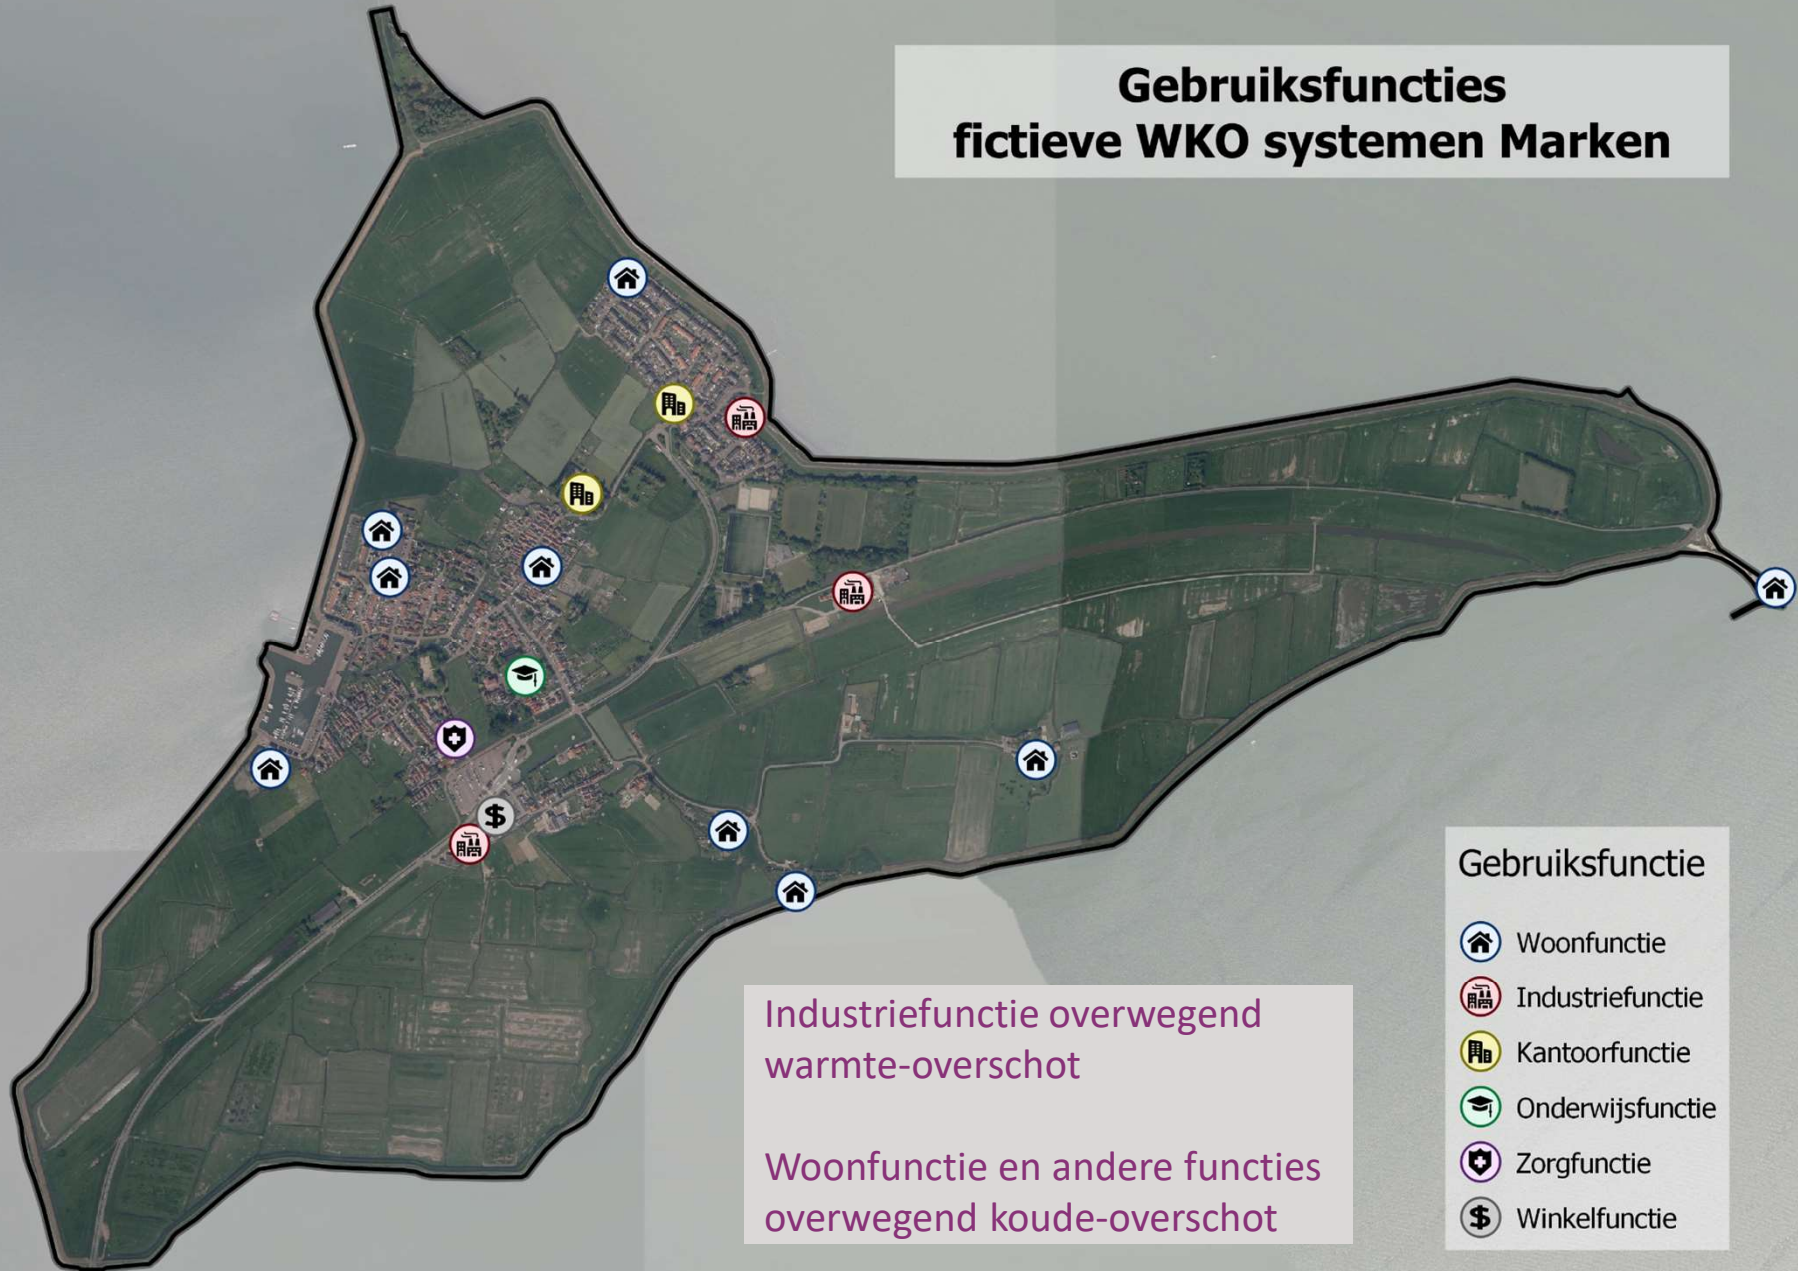 Gebruiksfuncties
fictieve WKO systemen Marken
Industriefunctie overwegend
warmte-overschot
Woonfunctie en andere functies
overwegend koude-overschot
Gebruiksfunctie
Woonfunctie
Industriefunctie
Kantoorfunctie
Onderwijsfunctie
Zorgfunctie
$ Winkelfunctie